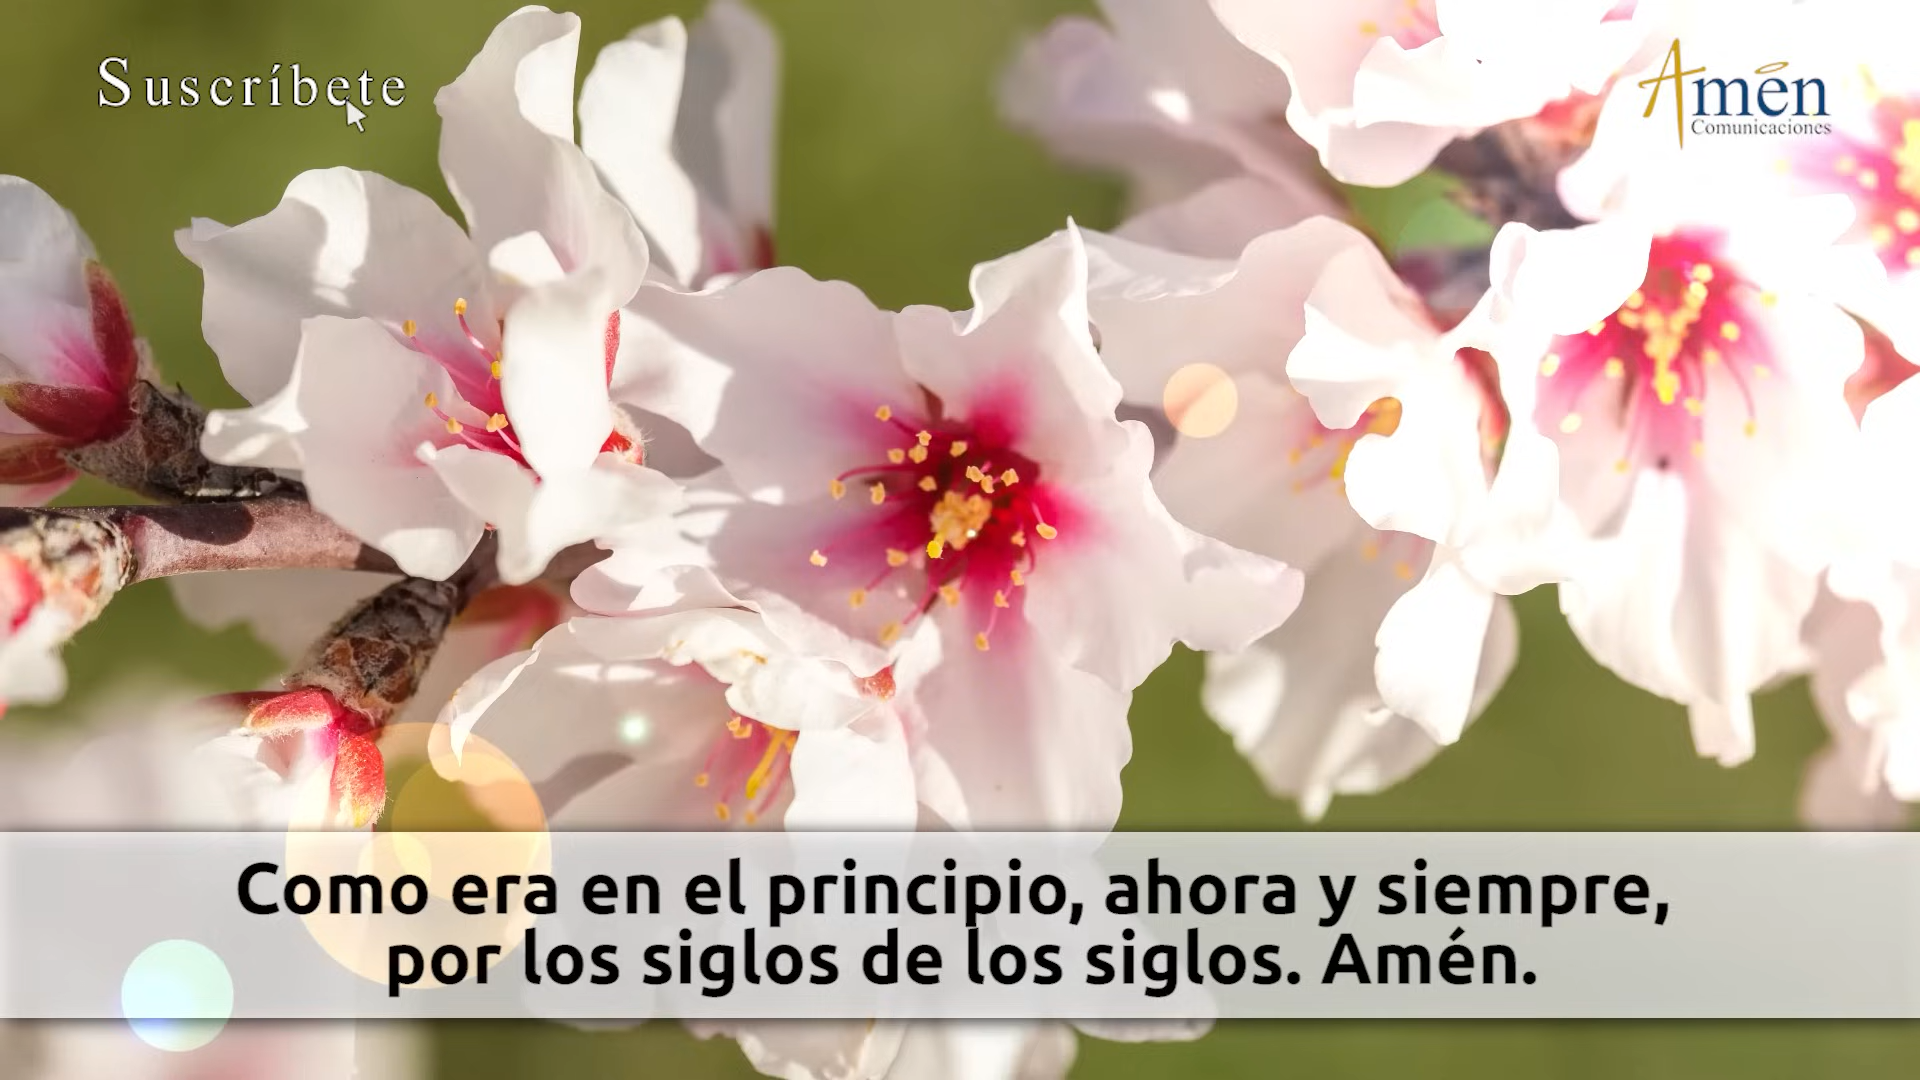 Suscríbete
Amén
Comunicaciones
Como era en el principio, ahora y siempre,
por los siglos de los siglos. Amén.